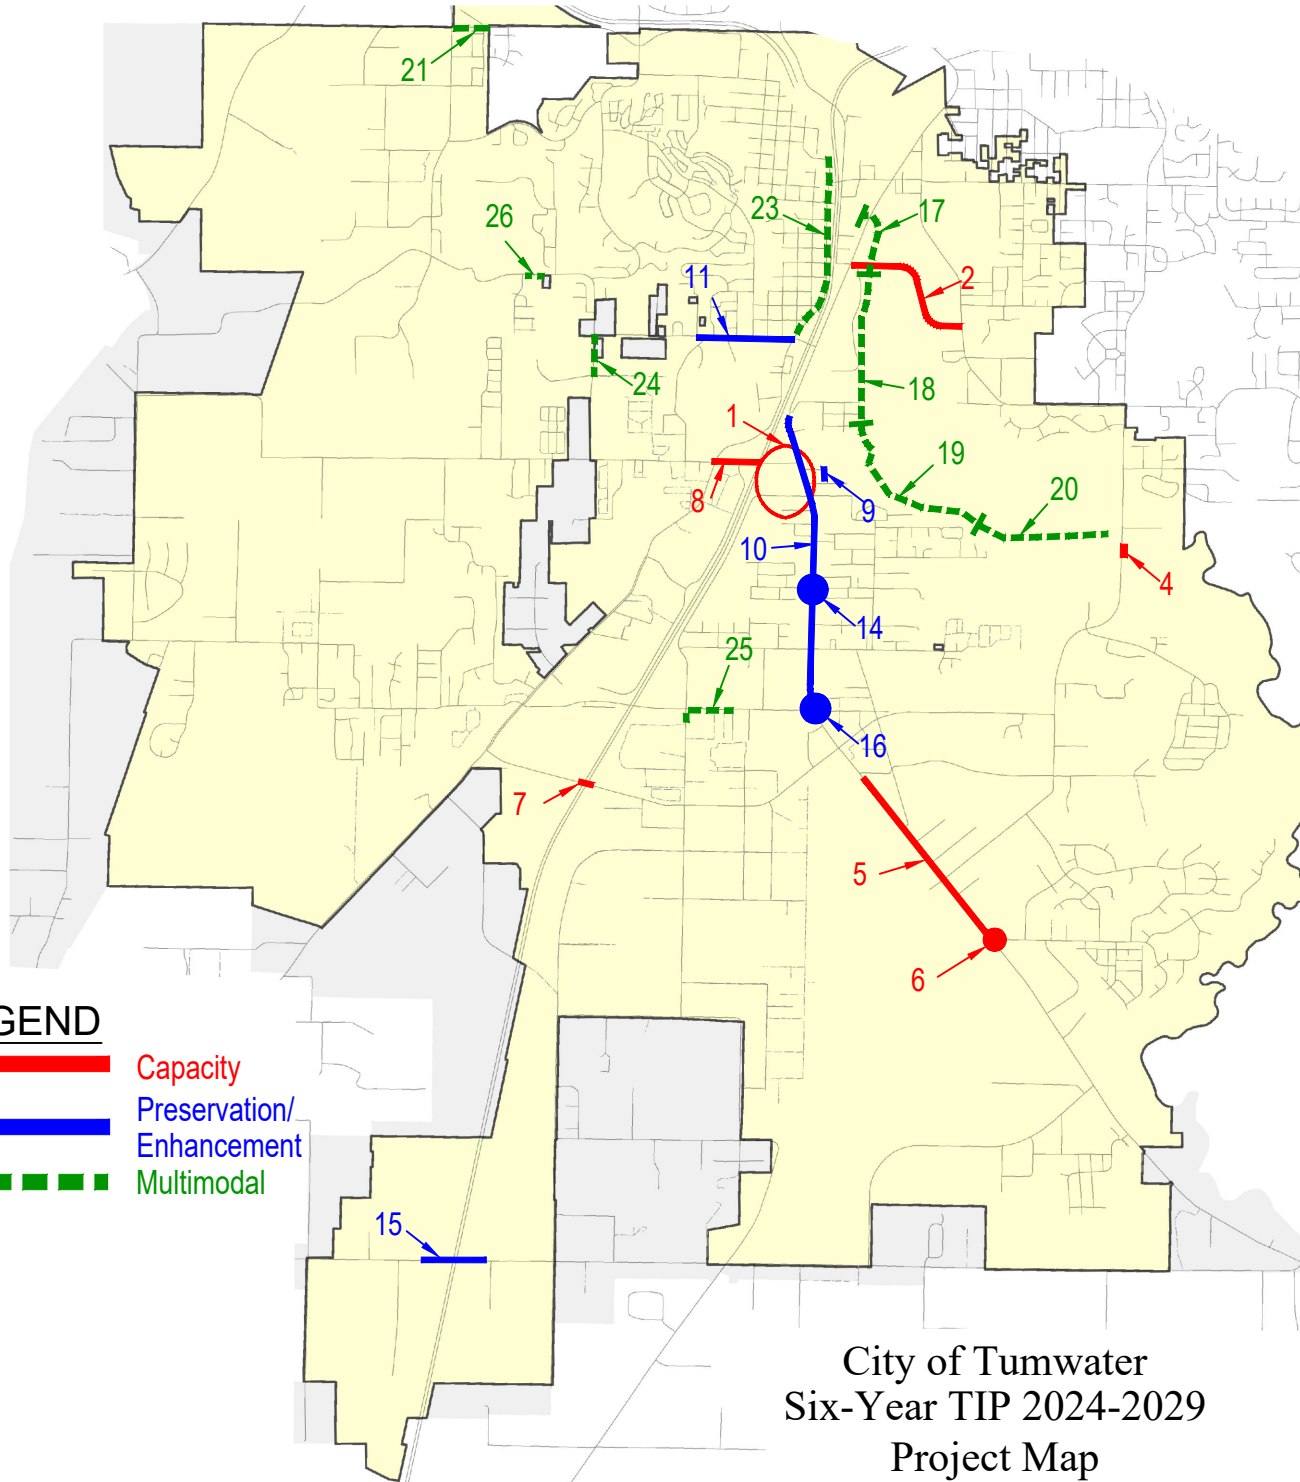 21
23
17
26
11
2
24
18
1
19
20
8
9
10
4
14
25
16
7
5
6
GEND
Capacity
Preservation/
Enhancement
Multimodal
15
City of Tumwater
Six-Year TIP 2024-2029
Project Map